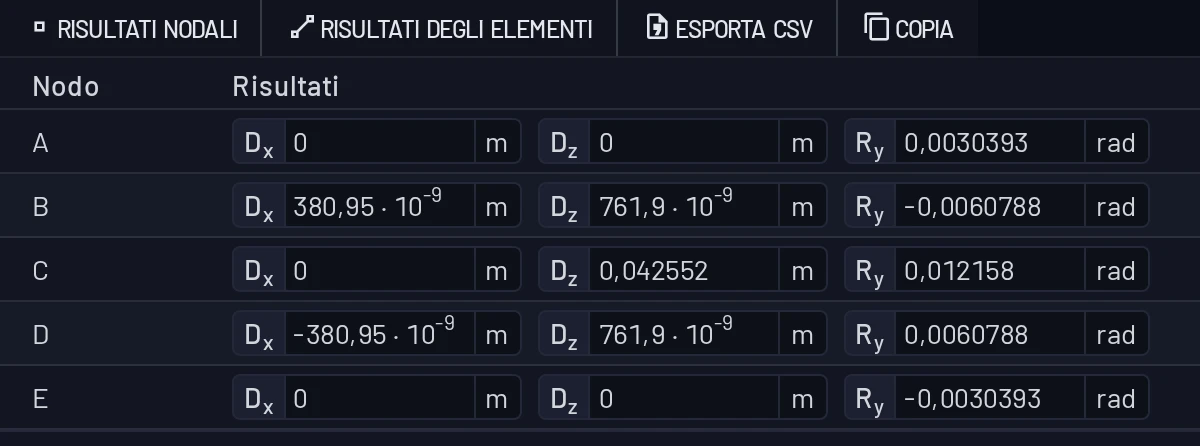 RISULTATI NODALI RISULTATI DEGLI ELEMENTI ESPORTA CSV COPIA
Nodo Risultati
A Dx 0 m Dz 0 m Ry 0,0030393 rad
B Dx 380,95 · 10^-9 m Dz 761,9 · 10^-9 m Ry -0,0060788 rad
C Dx 0 m Dz 0,042552 m Ry 0,012158 rad
D Dx -380,95 · 10^-9 m Dz 761,9 · 10^-9 m Ry 0,0060788 rad
E Dx 0 m Dz 0 m Ry -0,0030393 rad